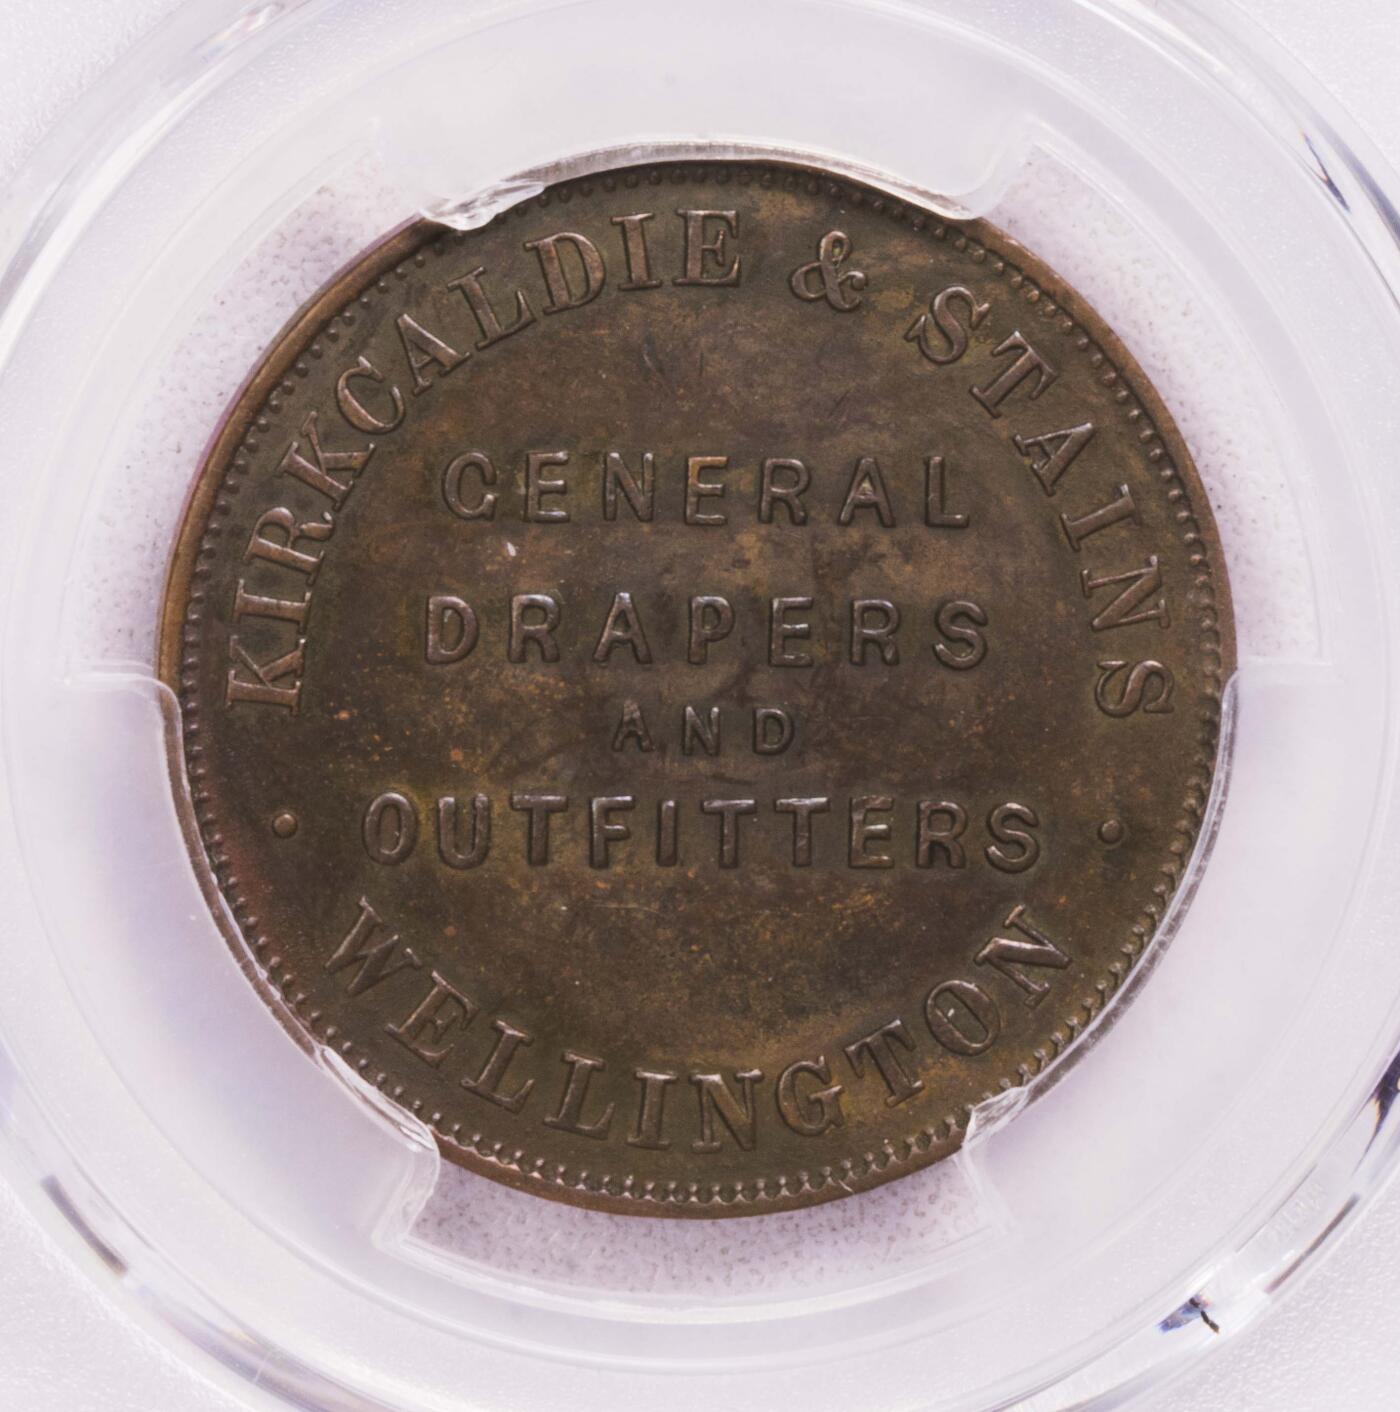 KIRKCALDIE & STAINS
GENERAL
DRAPERS
AND
OUTFITTERS
WELLINGTON